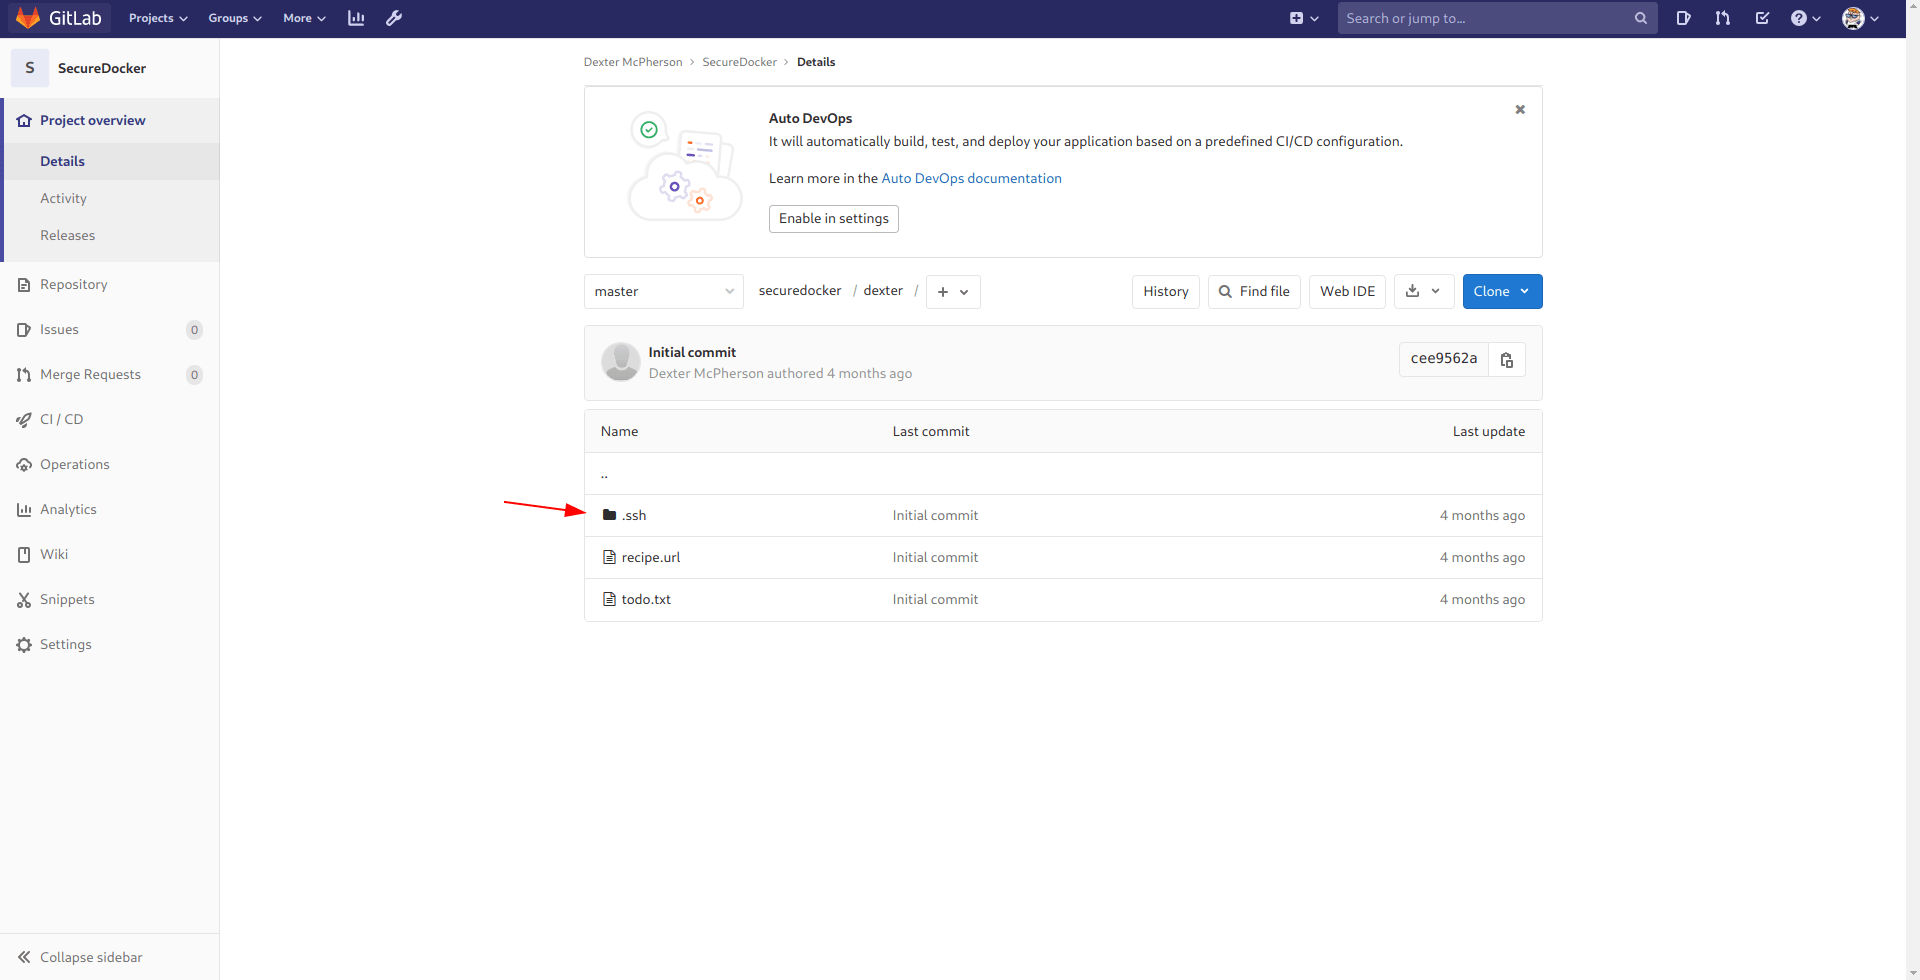 GitLab Projects Groups More Search or jump to...
S SecureDocker
Project overview
Details
Activity
Releases
Repository
Issues 0
Merge Requests 0
CI / CD
Operations
Analytics
Wiki
Snippets
Settings
Collapse sidebar
Dexter McPherson > SecureDocker > Details
Auto DevOps
It will automatically build, test, and deploy your application based on a predefined CI/CD configuration.
Learn more in the Auto DevOps documentation
Enable in settings
master securedocker / dexter / + History Find file Web IDE Clone
Initial commit
Dexter McPherson authored 4 months ago
cee9562a
Name Last commit Last update
..
.ssh Initial commit 4 months ago
recipe.url Initial commit 4 months ago
todo.txt Initial commit 4 months ago